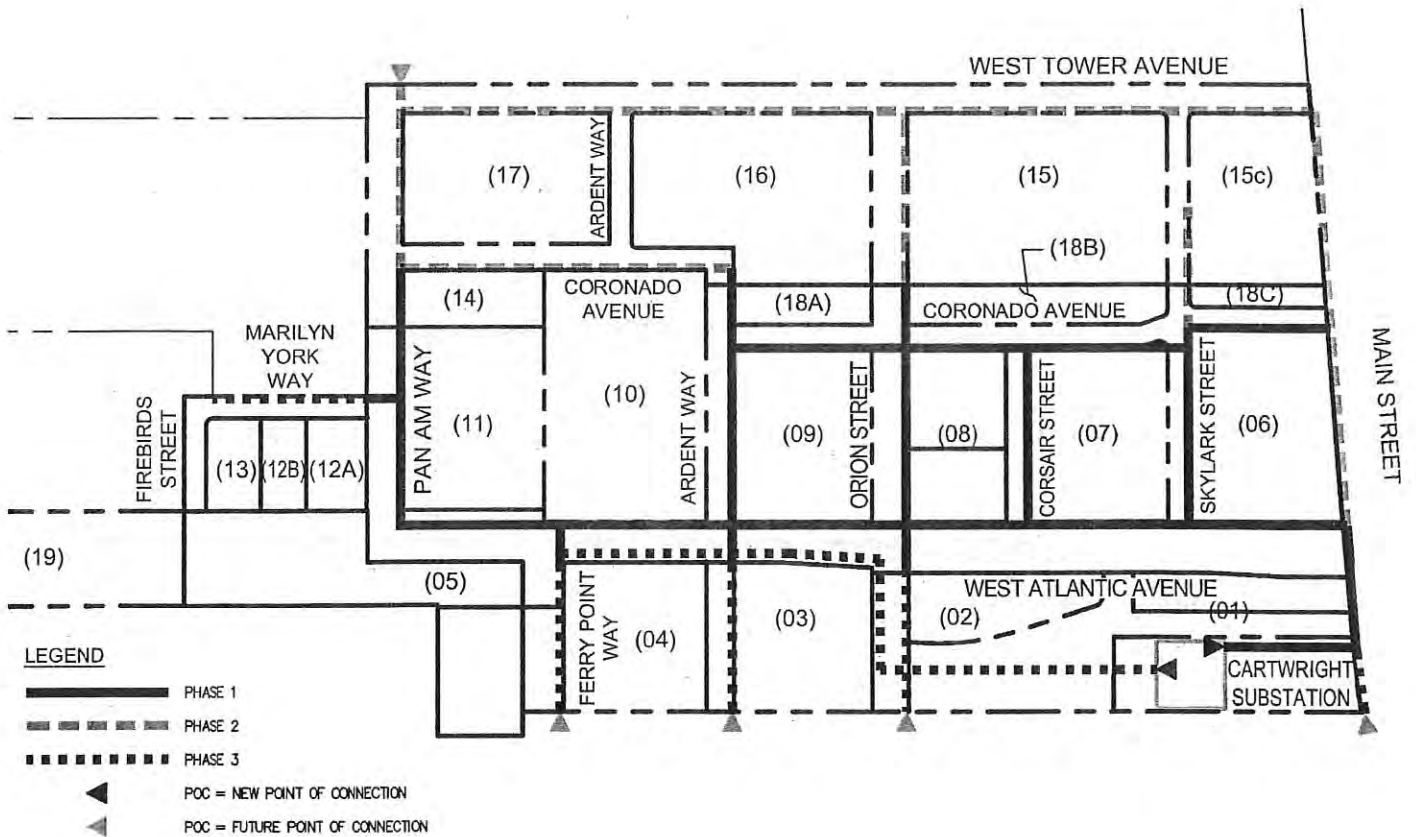 WEST TOWER AVENUE
(17)
ARDENT WAY
(16)
(15)
(15c)
(18B)
(14)
CORONADO
AVENUE
(18A)
CORONADO AVENUE
(18C)
MARILYN
YORK
WAY
MAIN STREET
FIREBIRDS
STREET
(13)
(12B)
(12A)
PAN AM WAY
(11)
(10)
ARDENT WAY
(09)
ORION STREET
(08)
CORSAIR STREET
(07)
SKYLARK STREET
(06)
(19)
(05)
FERRY POINT
WAY
(04)
(03)
(02)
WEST ATLANTIC AVENUE
(01)
CARTWRIGHT
SUBSTATION
LEGEND
PHASE 1
PHASE 2
PHASE 3
POC = NEW POINT OF CONNECTION
POC = FUTURE POINT OF CONNECTION